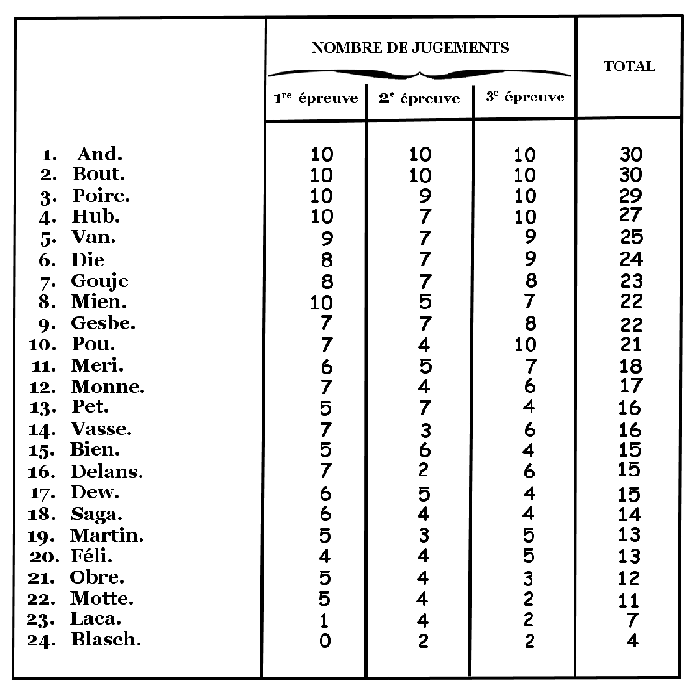 NOMBRE DE JUGEMENTS
TOTAL
1re épreuve 2e épreuve 3e épreuve
1. And. 10 10 10 30
2. Bout. 10 10 10 30
3. Poire. 10 9 10 29
4. Hub. 10 7 10 27
5. Van. 9 7 9 25
6. Die 8 7 9 24
7. Gouje 8 7 8 23
8. Mien. 10 5 7 22
9. Gesbe. 7 7 8 22
10. Pou. 7 4 10 21
11. Meri. 6 5 7 18
12. Monne. 7 4 6 17
13. Pet. 5 7 4 16
14. Vasse. 7 3 6 16
15. Bien. 5 6 4 15
16. Delans. 7 2 6 15
17. Dew. 6 5 4 15
18. Saga. 6 4 4 14
19. Martin. 5 3 5 13
20. Féli. 4 4 5 13
21. Obre. 5 4 3 12
22. Motte. 5 4 2 11
23. Laca. 1 4 2 7
24. Blasch. 0 2 2 4